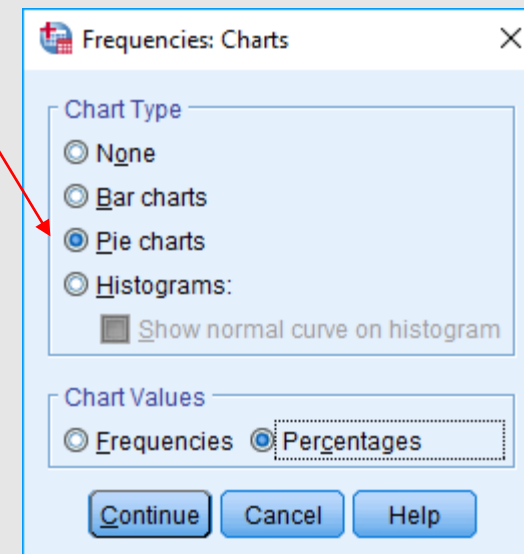 Frequencies: Charts
Chart Type
None
Bar charts
Pie charts
Histograms:
Show normal curve on histogram
Chart Values
Frequencies Percentages
Continue Cancel Help